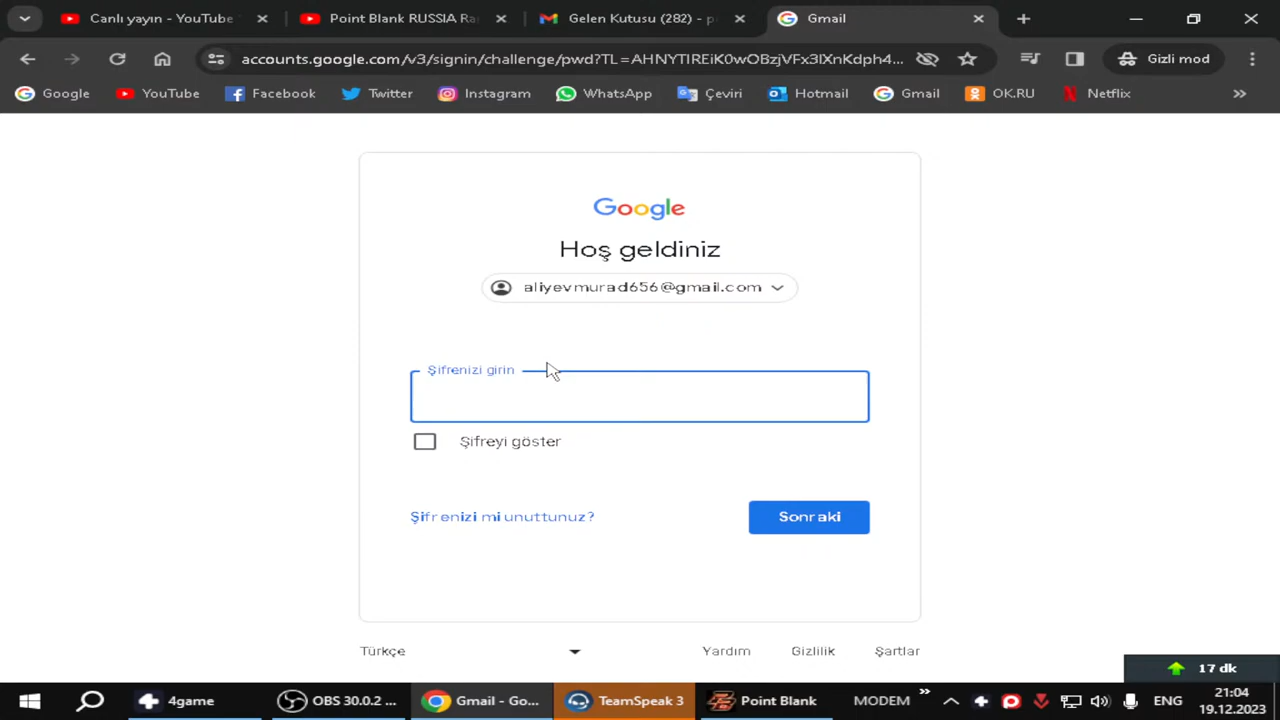 Canlı yayın - YouTube
Point Blank RUSSIA Ra
Gelen Kutusu (282) - p
Gmail
accounts.google.com/v3/signin/challenge/pwd?TL=AHNYTIREiK0wOBzjVFx3lXnKdph4...
Gizli mod
Google
YouTube
Facebook
Twitter
Instagram
WhatsApp
Çeviri
Hotmail
Gmail
OK.RU
Netflix
Google
Hoş geldiniz
aliyevmurad656@gmail.com
Şifrenizi girin
Şifreyi göster
Şifrenizi mi unuttunuz?
Sonraki
Türkçe
Yardım
Gizlilik
Şartlar
17 dk
4game
OBS 30.0.2 ...
Gmail - Go...
TeamSpeak 3
Point Blank
MODEM
ENG
21:04
19.12.2023